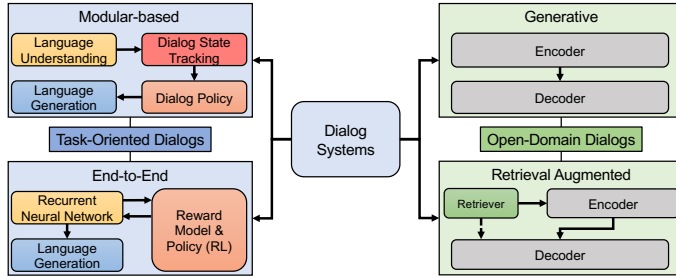 Modular-based
Language
Understanding
Dialog State
Tracking
Language
Generation
Dialog Policy
Task-Oriented Dialogs
End-to-End
Recurrent
Neural Network
Reward
Model &
Policy (RL)
Language
Generation
Dialog
Systems
Generative
Encoder
Decoder
Open-Domain Dialogs
Retrieval Augmented
Retriever
Encoder
Decoder